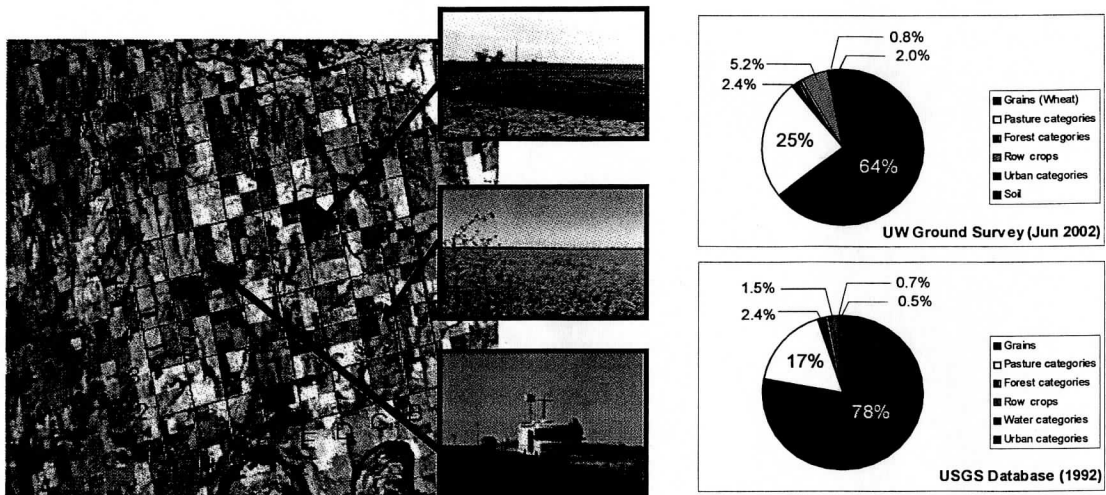 0.8%
5.2%
2.0%
2.4%
25%
64%
Grains (Wheat)
Pasture categories
Forest categories
Row crops
Urban categories
Soil
UW Ground Survey (Jun 2002)
0.7%
1.5%
0.5%
2.4%
17%
78%
Grains
Pasture categories
Forest categories
Row crops
Water categories
Urban categories
USGS Database (1992)